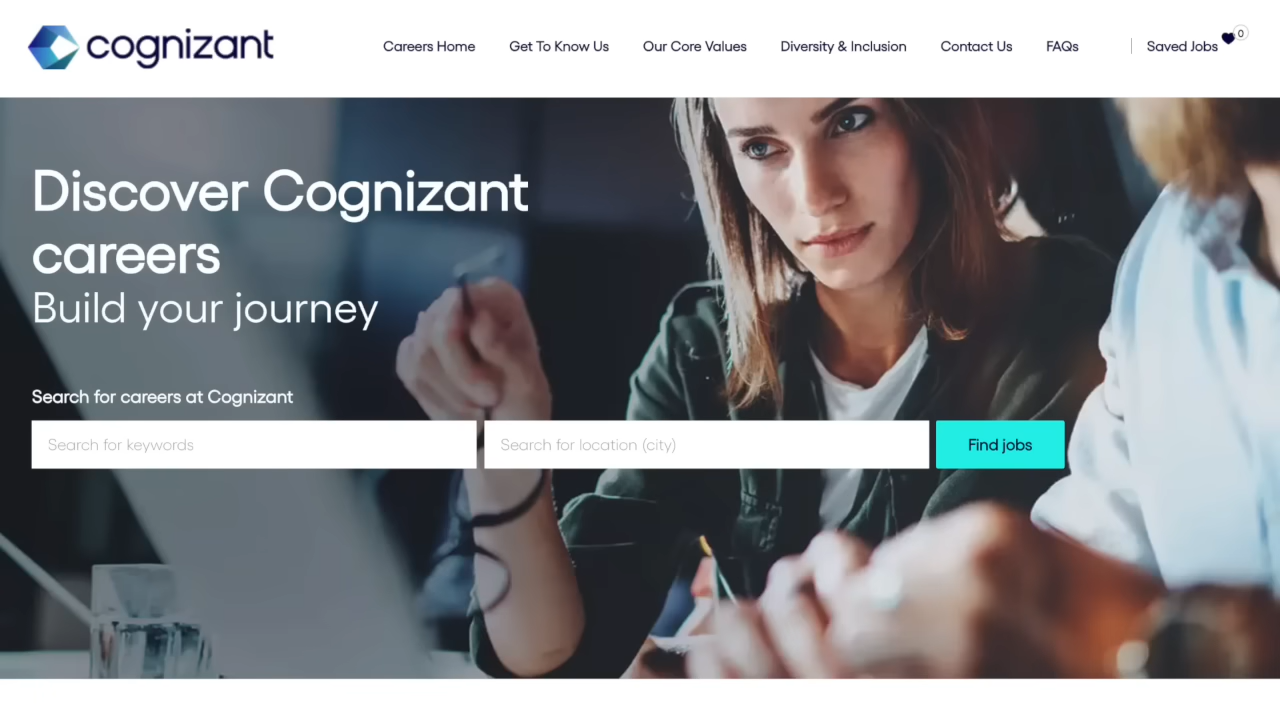 cognizant
Careers Home
Get To Know Us
Our Core Values
Diversity & Inclusion
Contact Us
FAQs
Saved Jobs
0
Discover Cognizant
careers
Build your journey
Search for careers at Cognizant
Search for keywords
Search for location (city)
Find jobs